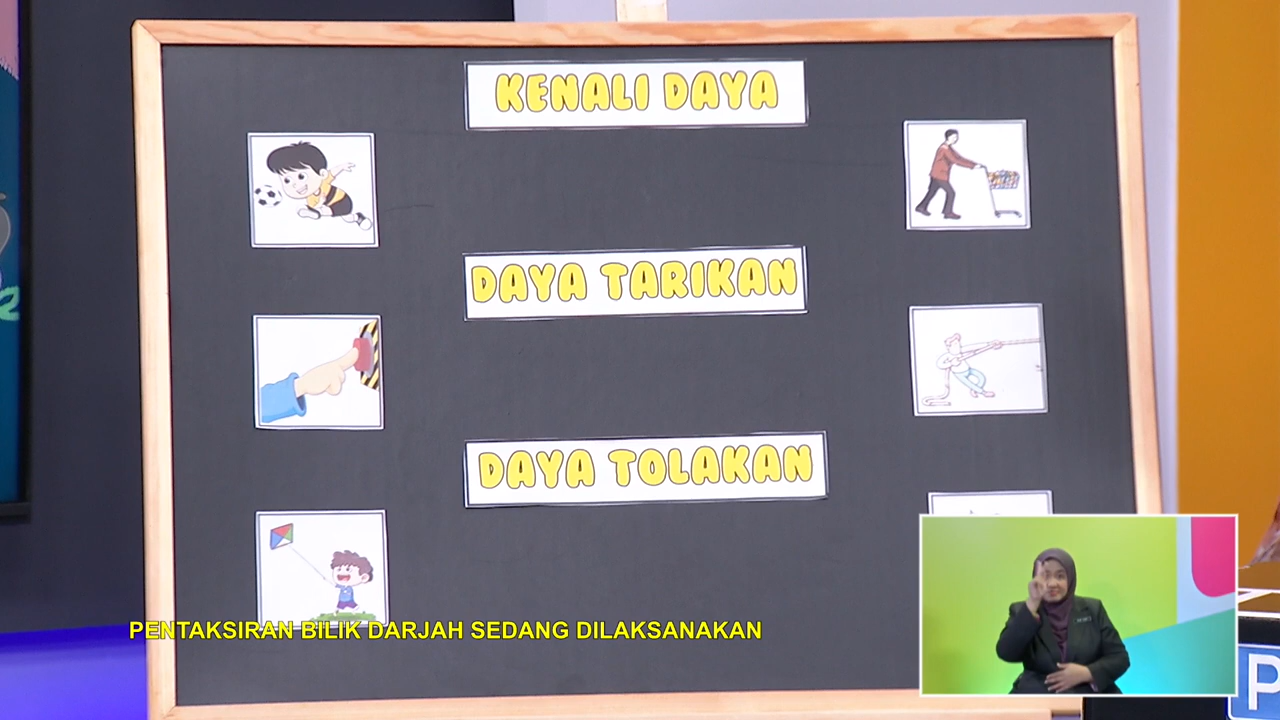 KENALI DAYA
DAYA TARIKAN
DAYA TOLAKAN
PENTAKSIRAN BILIK DARJAH SEDANG DILAKSANAKAN
P